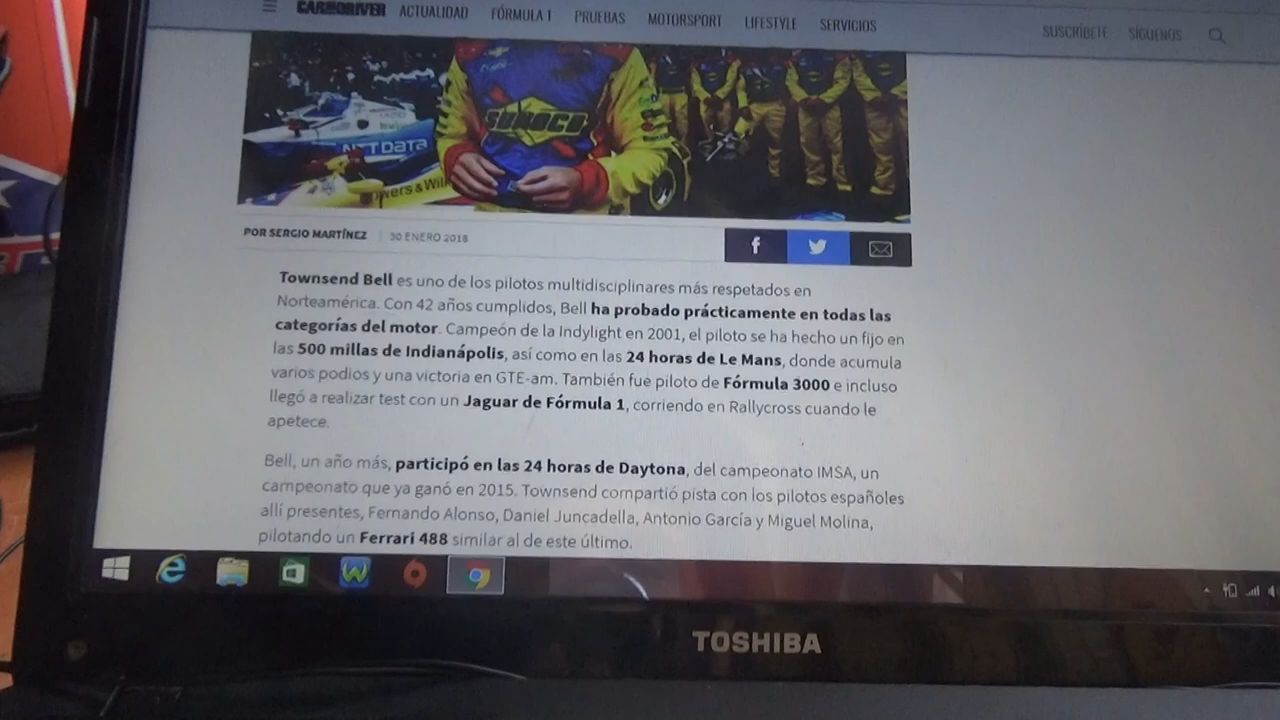 CAR AND DRIVER ACTUALIDAD FÓRMULA 1 PRUEBAS MOTORSPORT LIFESTYLE SERVICIOS SUSCRÍBETE SÍGUENOS
SUNOCO
NTT DATA
POR SERGIO MARTÍNEZ 30 ENERO 2018
Townsend Bell es uno de los pilotos multidisciplinares más respetados en
Norteamérica. Con 42 años cumplidos, Bell ha probado prácticamente en todas las
categorías del motor. Campeón de la Indylight en 2001, el piloto se ha hecho un fijo en
las 500 millas de Indianápolis, así como en las 24 horas de Le Mans, donde acumula
varios podios y una victoria en GTE-am. También fue piloto de Fórmula 3000 e incluso
llegó a realizar test con un Jaguar de Fórmula 1, corriendo en Rallycross cuando le
apetece.
Bell, un año más, participó en las 24 horas de Daytona, del campeonato IMSA, un
campeonato que ya ganó en 2015. Townsend compartió pista con los pilotos españoles
allí presentes, Fernando Alonso, Daniel Juncadella, Antonio García y Miguel Molina,
pilotando un Ferrari 488 similar al de este último.
TOSHIBA